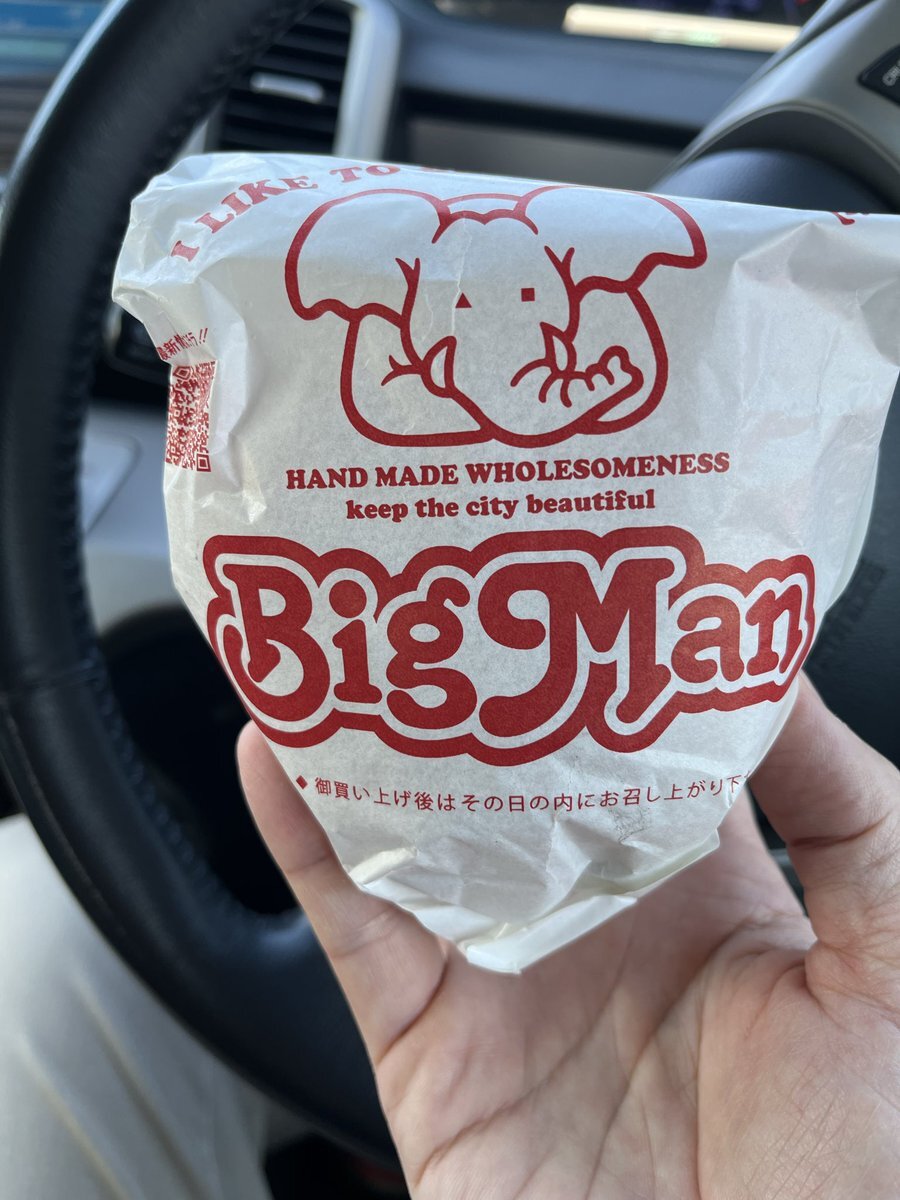 I LIKE TO
HAND MADE WHOLESOMENESS
keep the city beautiful
BigMan
◆御買い上げ後はその日の内にお召し上がり下